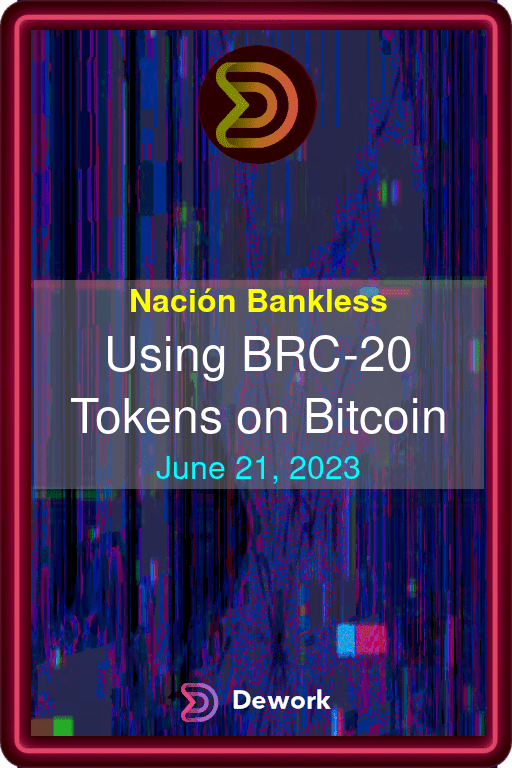 Nación Bankless
Using BRC-20
Tokens on Bitcoin
June 21, 2023
Dework